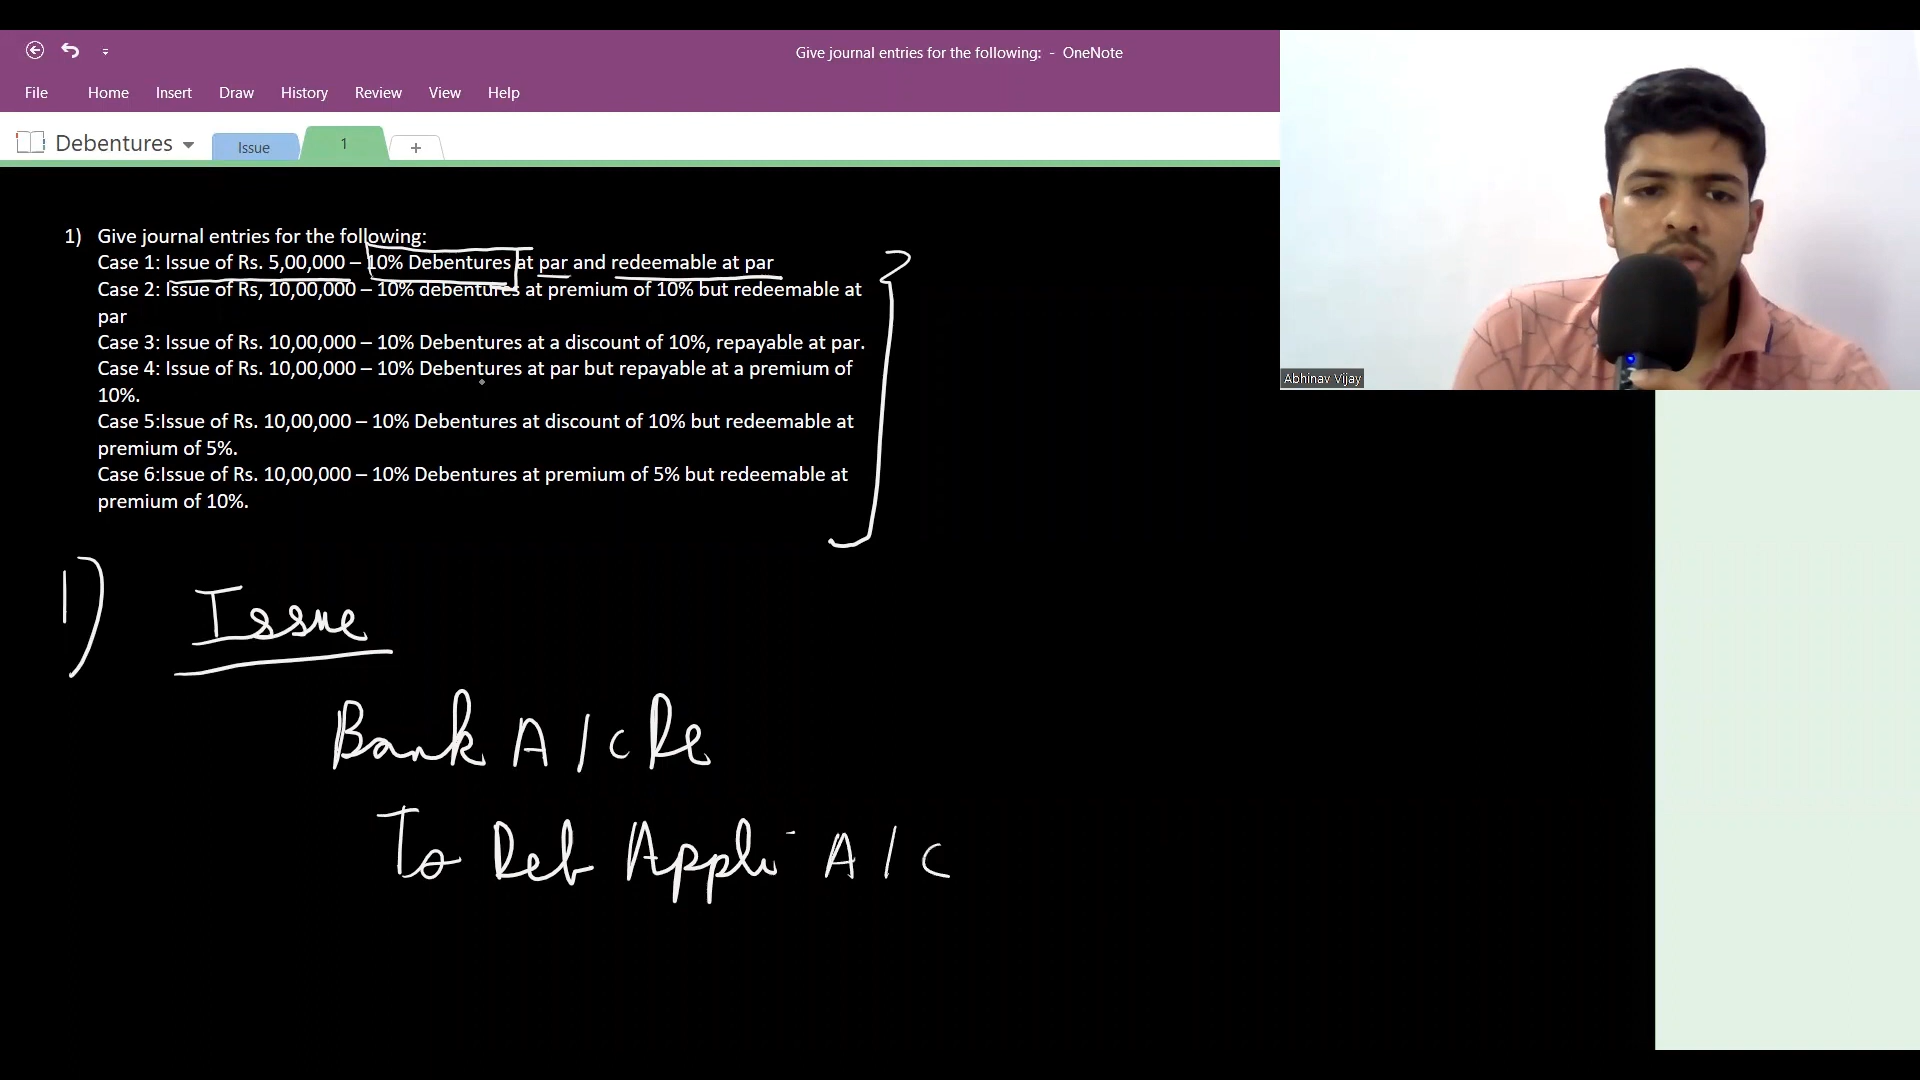 Give journal entries for the following: - OneNote
File Home Insert Draw History Review View Help
Debentures Issue 1 +
1) Give journal entries for the following:
Case 1: Issue of Rs. 5,00,000 – 10% Debentures at par and redeemable at par
Case 2: Issue of Rs, 10,00,000 – 10% debentures at premium of 10% but redeemable at
par
Case 3: Issue of Rs. 10,00,000 – 10% Debentures at a discount of 10%, repayable at par.
Case 4: Issue of Rs. 10,00,000 – 10% Debentures at par but repayable at a premium of
10%.
Case 5:Issue of Rs. 10,00,000 – 10% Debentures at discount of 10% but redeemable at
premium of 5%.
Case 6:Issue of Rs. 10,00,000 – 10% Debentures at premium of 5% but redeemable at
premium of 10%.
1) Issue
Bank A/c De
To Deb Appli A/c
Abhinav Vijay